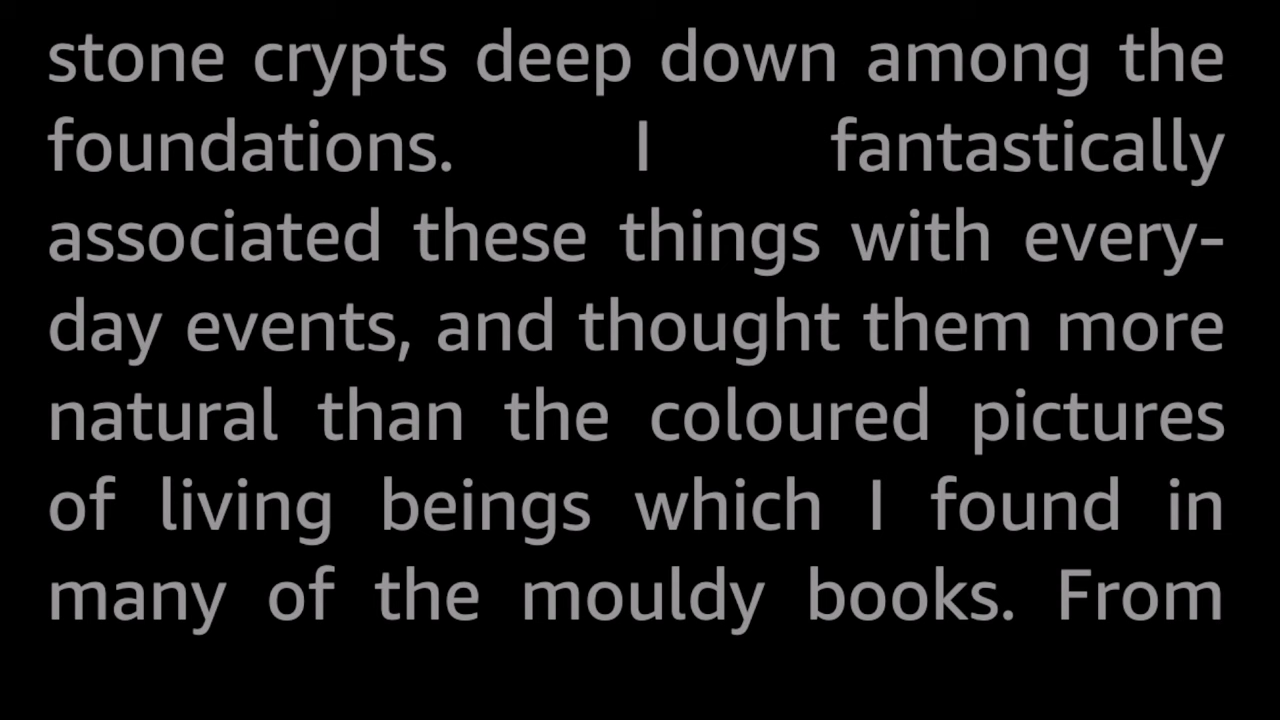 stone crypts deep down among the
foundations. I fantastically
associated these things with every-
day events, and thought them more
natural than the coloured pictures
of living beings which I found in
many of the mouldy books. From